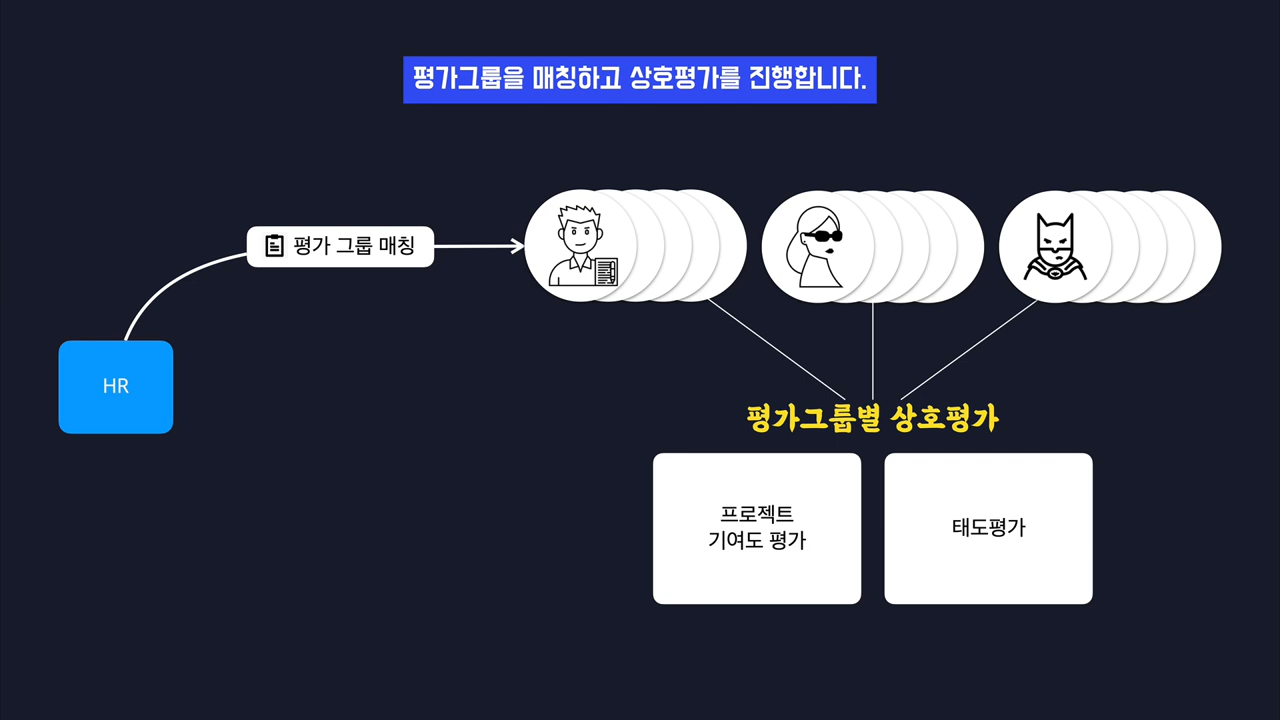 평가그룹을 매칭하고 상호평가를 진행합니다.
평가 그룹 매칭
HR
평가그룹별 상호평가
프로젝트
기여도 평가
태도평가